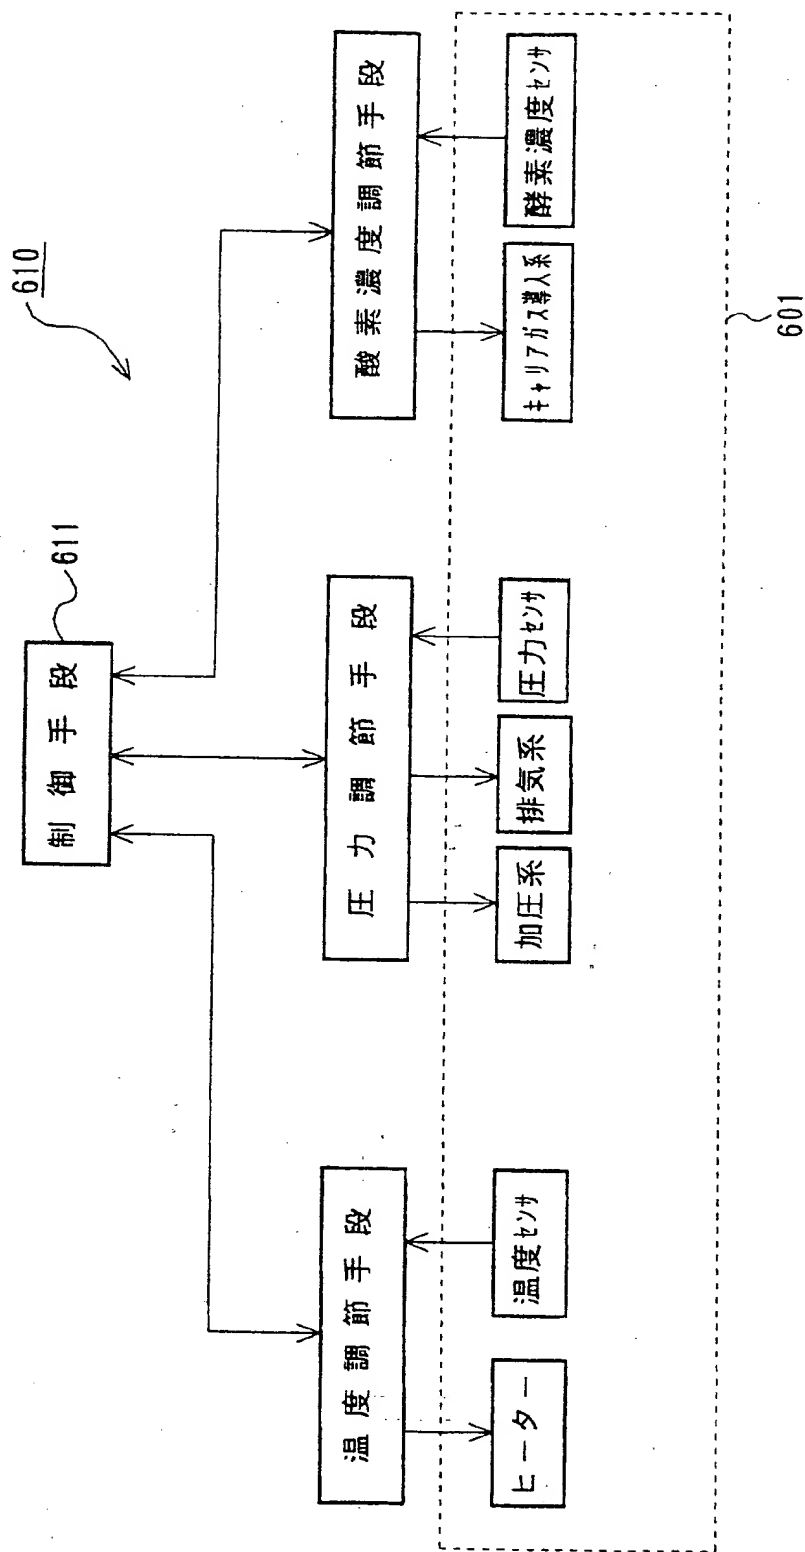 610
制御手段
611
温度調節手段
圧力調節手段
酸素濃度調節手段
ヒーター
温度センサ
加圧系
排気系
圧力センサ
キャリアガス導入系
酵素濃度センサ
601